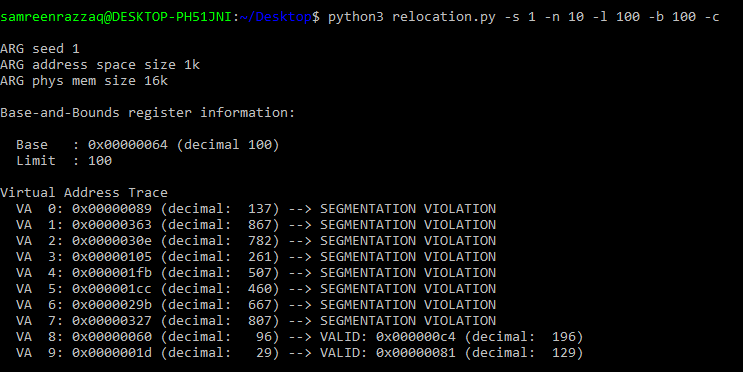 samreenrazzaq@DESKTOP-PH51JNI:~/Desktop$ python3 relocation.py -s 1 -n 10 -l 100 -b 100 -c
ARG seed 1
ARG address space size 1k
ARG phys mem size 16k
Base-and-Bounds register information:
  Base   : 0x00000064 (decimal 100)
  Limit  : 100
Virtual Address Trace
  VA  0: 0x00000089 (decimal:  137) --> SEGMENTATION VIOLATION
  VA  1: 0x00000363 (decimal:  867) --> SEGMENTATION VIOLATION
  VA  2: 0x0000030e (decimal:  782) --> SEGMENTATION VIOLATION
  VA  3: 0x00000105 (decimal:  261) --> SEGMENTATION VIOLATION
  VA  4: 0x000001fb (decimal:  507) --> SEGMENTATION VIOLATION
  VA  5: 0x000001cc (decimal:  460) --> SEGMENTATION VIOLATION
  VA  6: 0x0000029b (decimal:  667) --> SEGMENTATION VIOLATION
  VA  7: 0x00000327 (decimal:  807) --> SEGMENTATION VIOLATION
  VA  8: 0x00000060 (decimal:   96) --> VALID: 0x000000c4 (decimal:  196)
  VA  9: 0x0000001d (decimal:   29) --> VALID: 0x00000081 (decimal:  129)